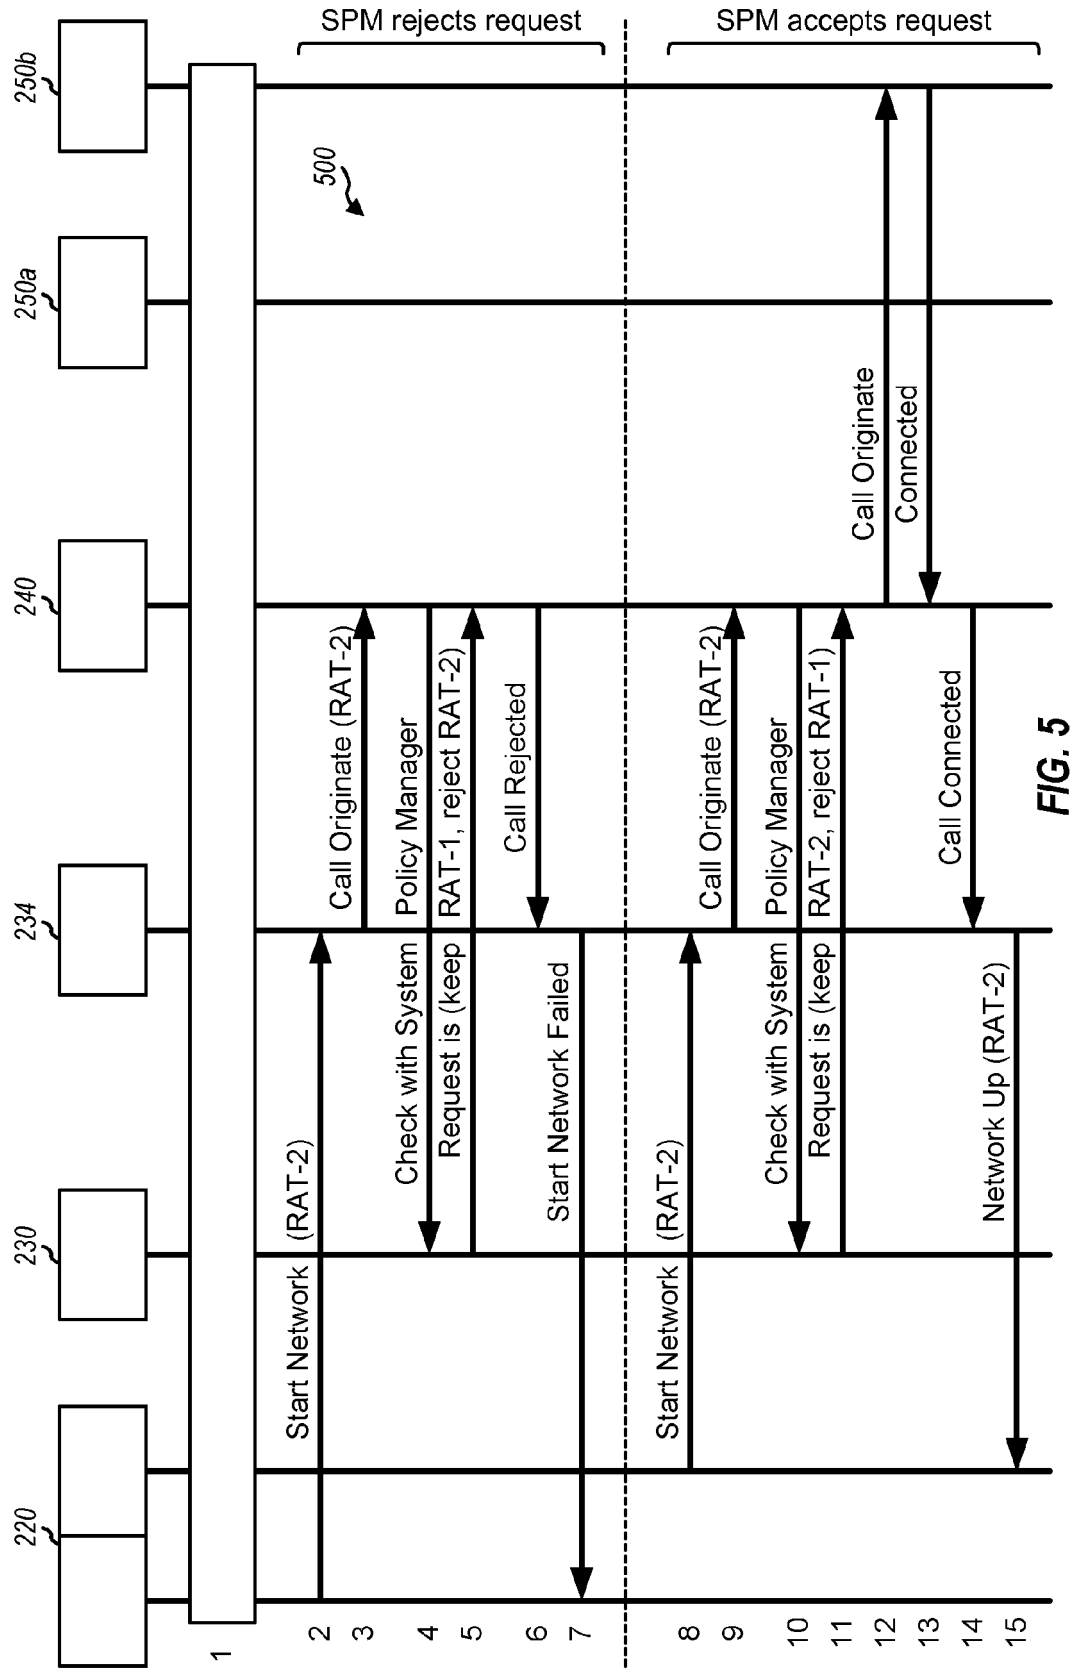 220
230
234
240
250a
250b
1
2
Start Network (RAT-2)
3
Call Originate (RAT-2)
4
Check with System Policy Manager
5
Request is (keep RAT-1, reject RAT-2)
6
Call Rejected
7
Start Network Failed
SPM rejects request
500
8
Start Network (RAT-2)
9
Call Originate (RAT-2)
10
Check with System Policy Manager
11
Request is (keep RAT-2, reject RAT-1)
12
Call Originate
13
Connected
14
Call Connected
15
Network Up (RAT-2)
SPM accepts request
FIG. 5